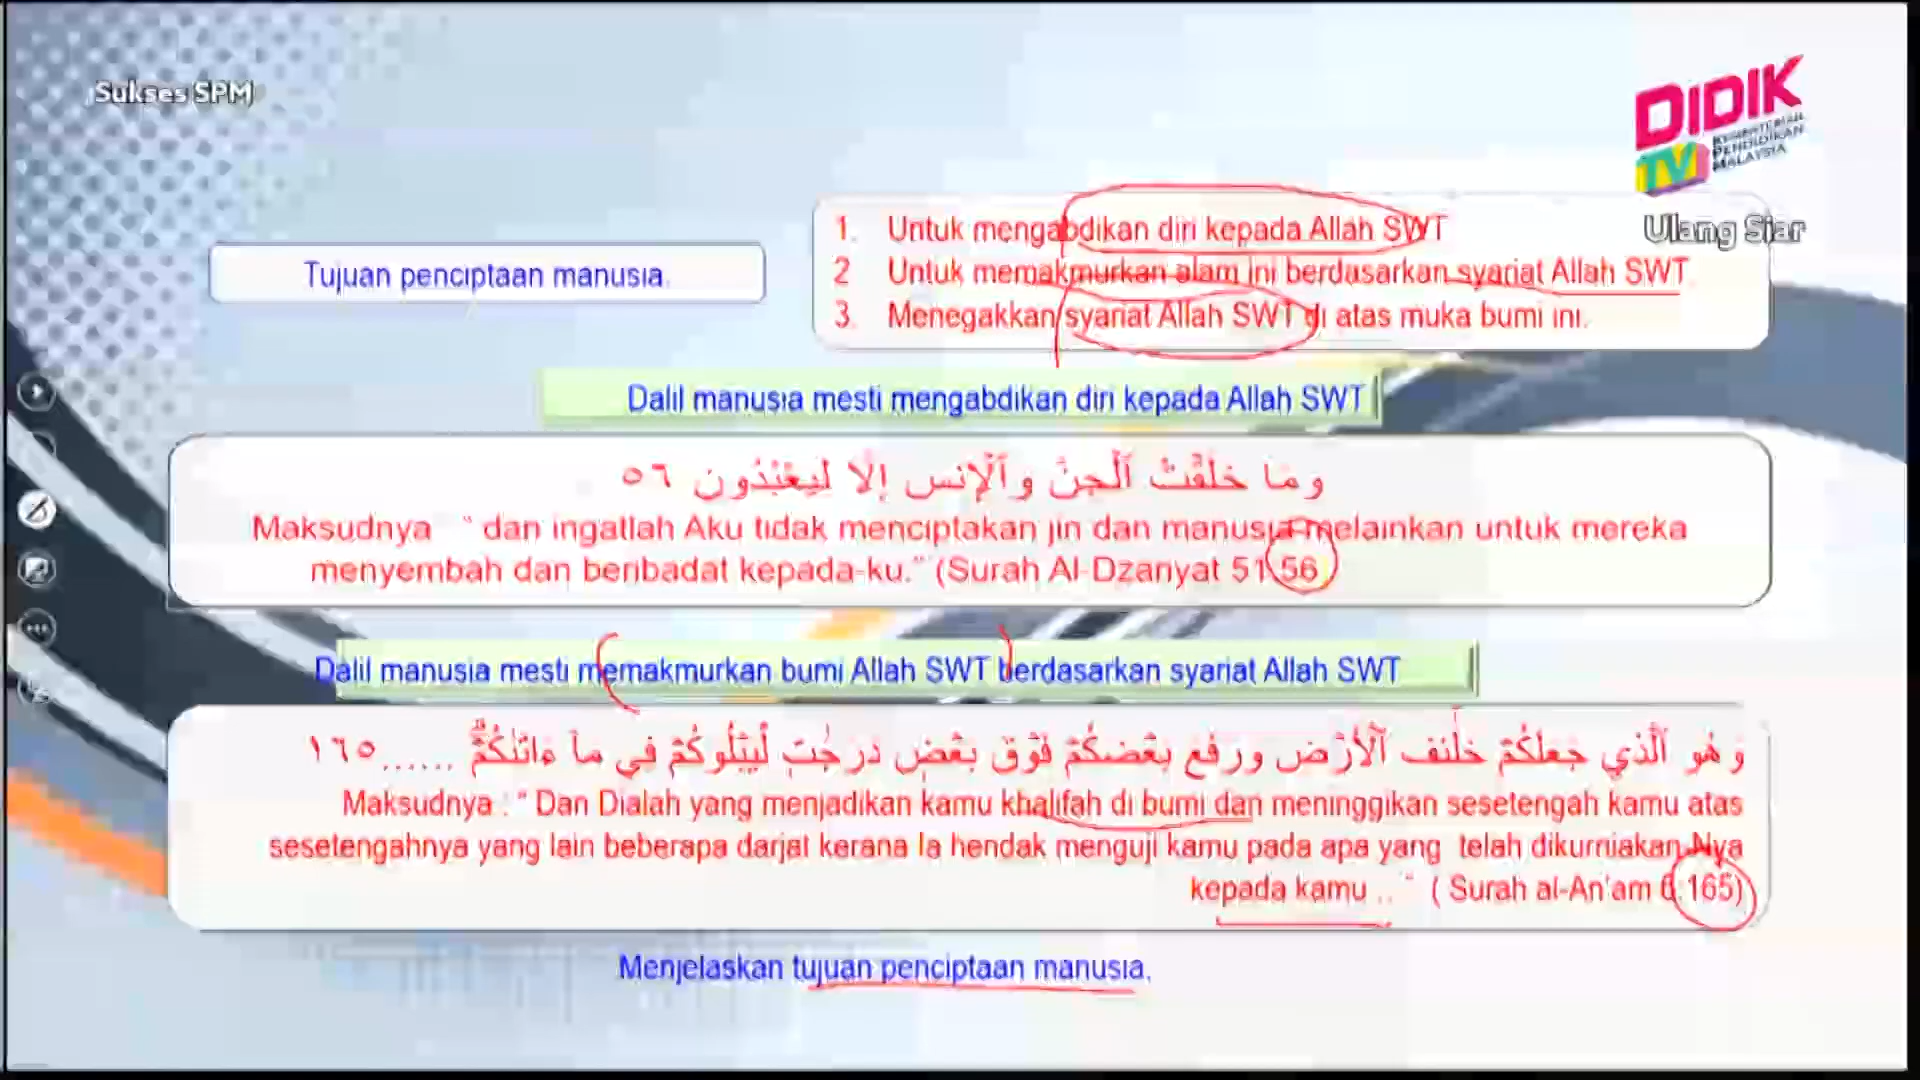 Sukses SPM
DIDIK
TV
KEMENTERIAN
PENDIDIKAN
MALAYSIA
Ulang Siar
Tujuan penciptaan manusia.
1. Untuk mengabdikan diri kepada Allah SWT
2 Untuk memakmurkan alam ini berdasarkan syariat Allah SWT.
3. Menegakkan syariat Allah SWT di atas muka bumi ini.
Dalil manusia mesti mengabdikan diri kepada Allah SWT
وَمَا خَلَقْتُ ٱلْجِنَّ وَٱلْإِنسَ إِلَّا لِيَعْبُدُونِ ٥٦
Maksudnya " dan ingatlah Aku tidak menciptakan jin dan manusia melainkan untuk mereka
menyembah dan beribadat kepada-ku." (Surah Al-Dzariyat 51:56
Dalil manusia mesti memakmurkan bumi Allah SWT berdasarkan syariat Allah SWT
وَهُوَ ٱلَّذِي جَعَلَكُمْ خَلَٰٓئِفَ ٱلْأَرْضِ وَرَفَعَ بَعْضَكُمْ فَوْقَ بَعْضٍ دَرَجَٰتٍ لِّيَبْلُوَكُمْ فِي مَآ ءَاتَىٰكُمْۗ ......١٦٥
Maksudnya : " Dan Dialah yang menjadikan kamu khalifah di bumi dan meninggikan sesetengah kamu atas
sesetengahnya yang lain beberapa darjat kerana Ia hendak menguji kamu pada apa yang telah dikurniakan-Nya
kepada kamu .. " ( Surah al-An'am 6:165)
Menjelaskan tujuan penciptaan manusia.